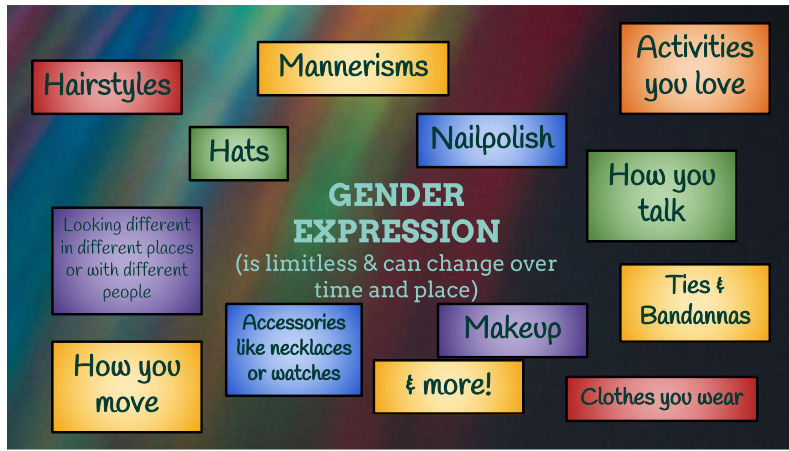 Hairstyles
Mannerisms
Activities
you love
Hats
Nailpolish
How you
talk
GENDER
EXPRESSION
(is limitless & can change over
time and place)
Looking different
in different places
or with different
people
Ties &
Bandannas
Accessories
like necklaces
or watches
Makeup
How you
move
& more!
Clothes you wear